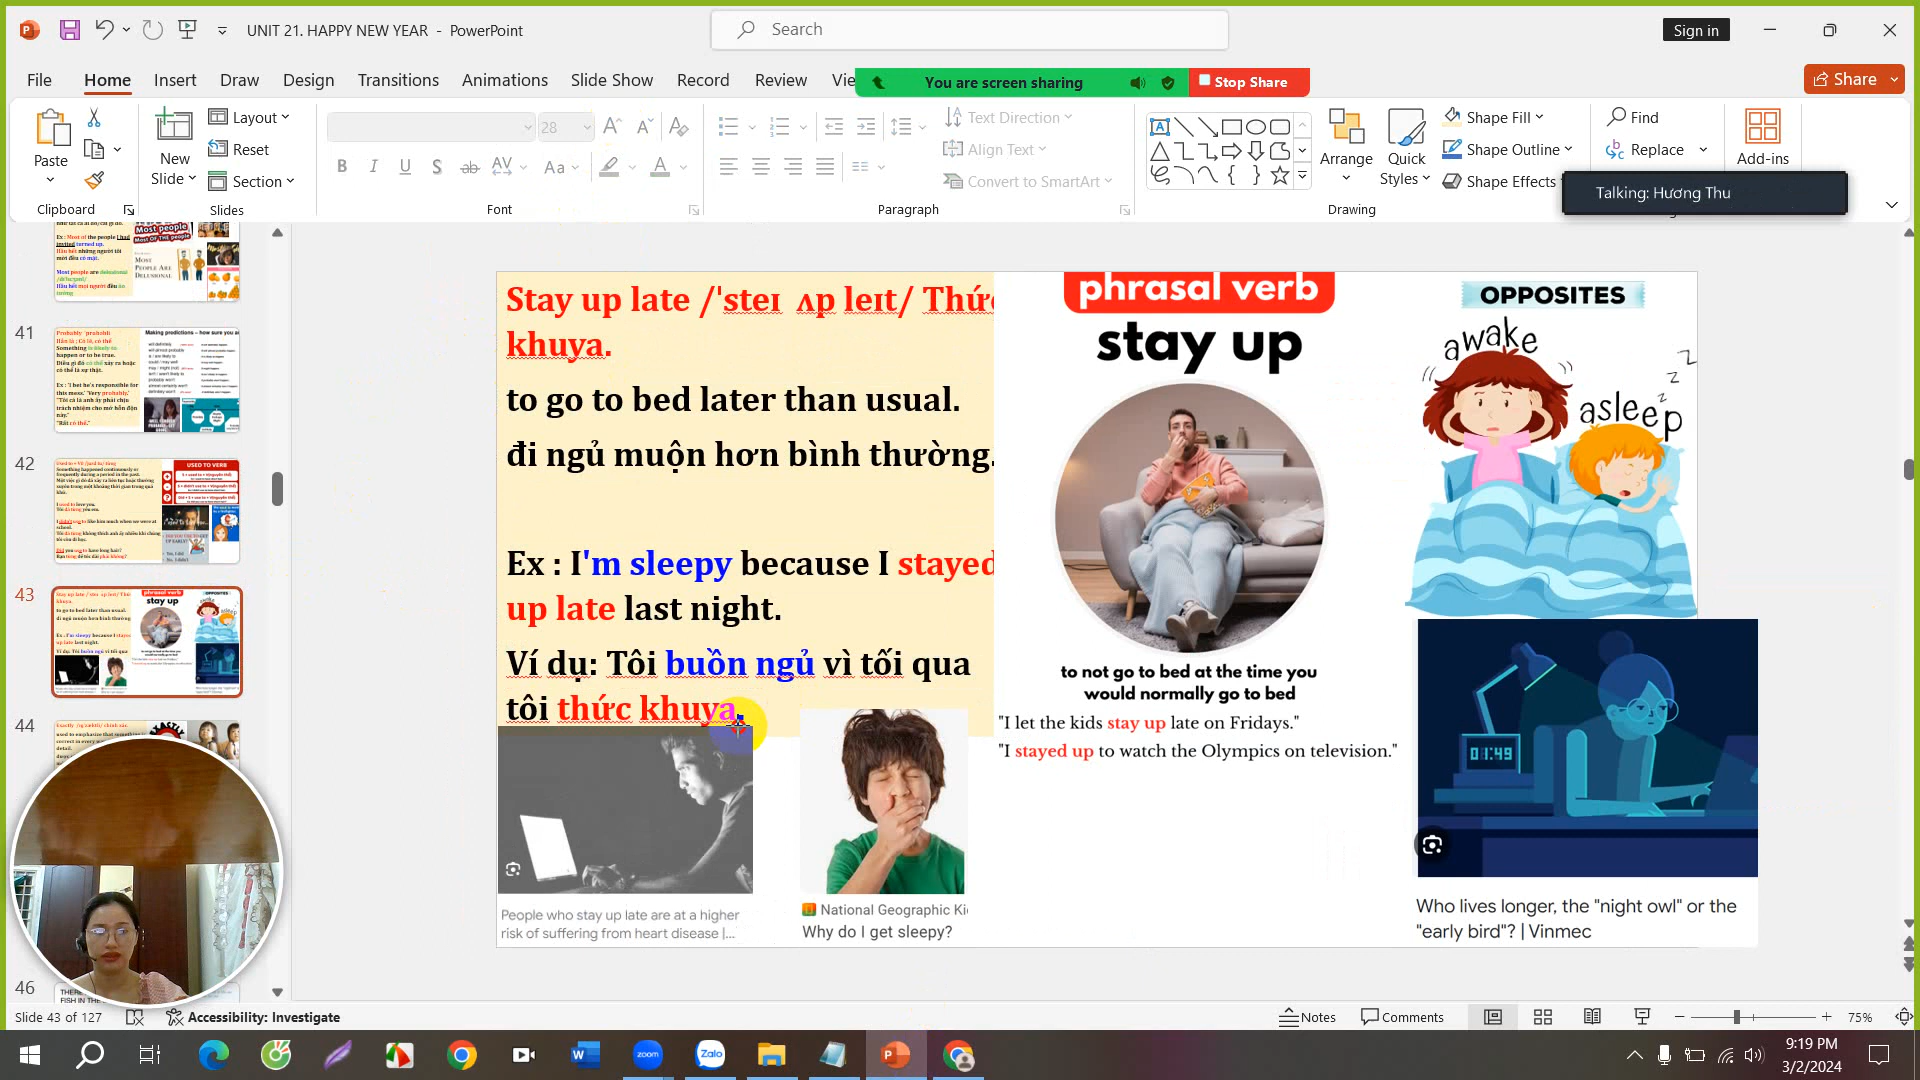 UNIT 21. HAPPY NEW YEAR - PowerPoint
Search
Sign in
File Home Insert Draw Design Transitions Animations Slide Show Record Review Vie
You are screen sharing
Stop Share
Share
Paste
New
Slide
Layout
Reset
Section
28
Text Direction
Align Text
Convert to SmartArt
Arrange
Quick
Styles
Shape Fill
Shape Outline
Shape Effects
Find
Replace
Add-ins
Talking: Hương Thu
Clipboard
Slides
Font
Paragraph
Drawing
41
42
43
44
46
Stay up late /ˈsteɪ ʌp leɪt/ Thức
khuya.
to go to bed later than usual.
đi ngủ muộn hơn bình thường.
Ex : I'm sleepy because I stayed
up late last night.
Ví dụ: Tôi buồn ngủ vì tối qua
tôi thức khuya.
phrasal verb
stay up
to not go to bed at the time you
would normally go to bed
"I let the kids stay up late on Fridays."
"I stayed up to watch the Olympics on television."
OPPOSITES
awake
asleep
z z z
01:49
People who stay up late are at a higher
risk of suffering from heart disease |...
National Geographic Ki
Why do I get sleepy?
Who lives longer, the "night owl" or the
"early bird"? | Vinmec
Slide 43 of 127
Accessibility: Investigate
Notes
Comments
75%
zoom
Zalo
9:19 PM
3/2/2024